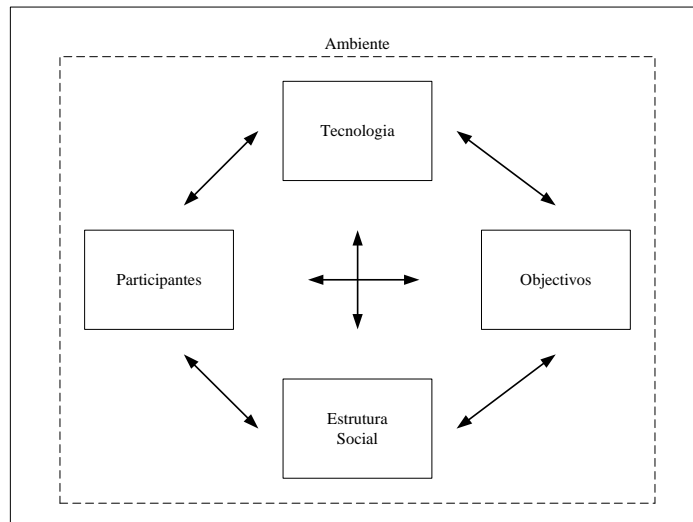 Ambiente
Tecnologia
Participantes
Objectivos
Estrutura
Social